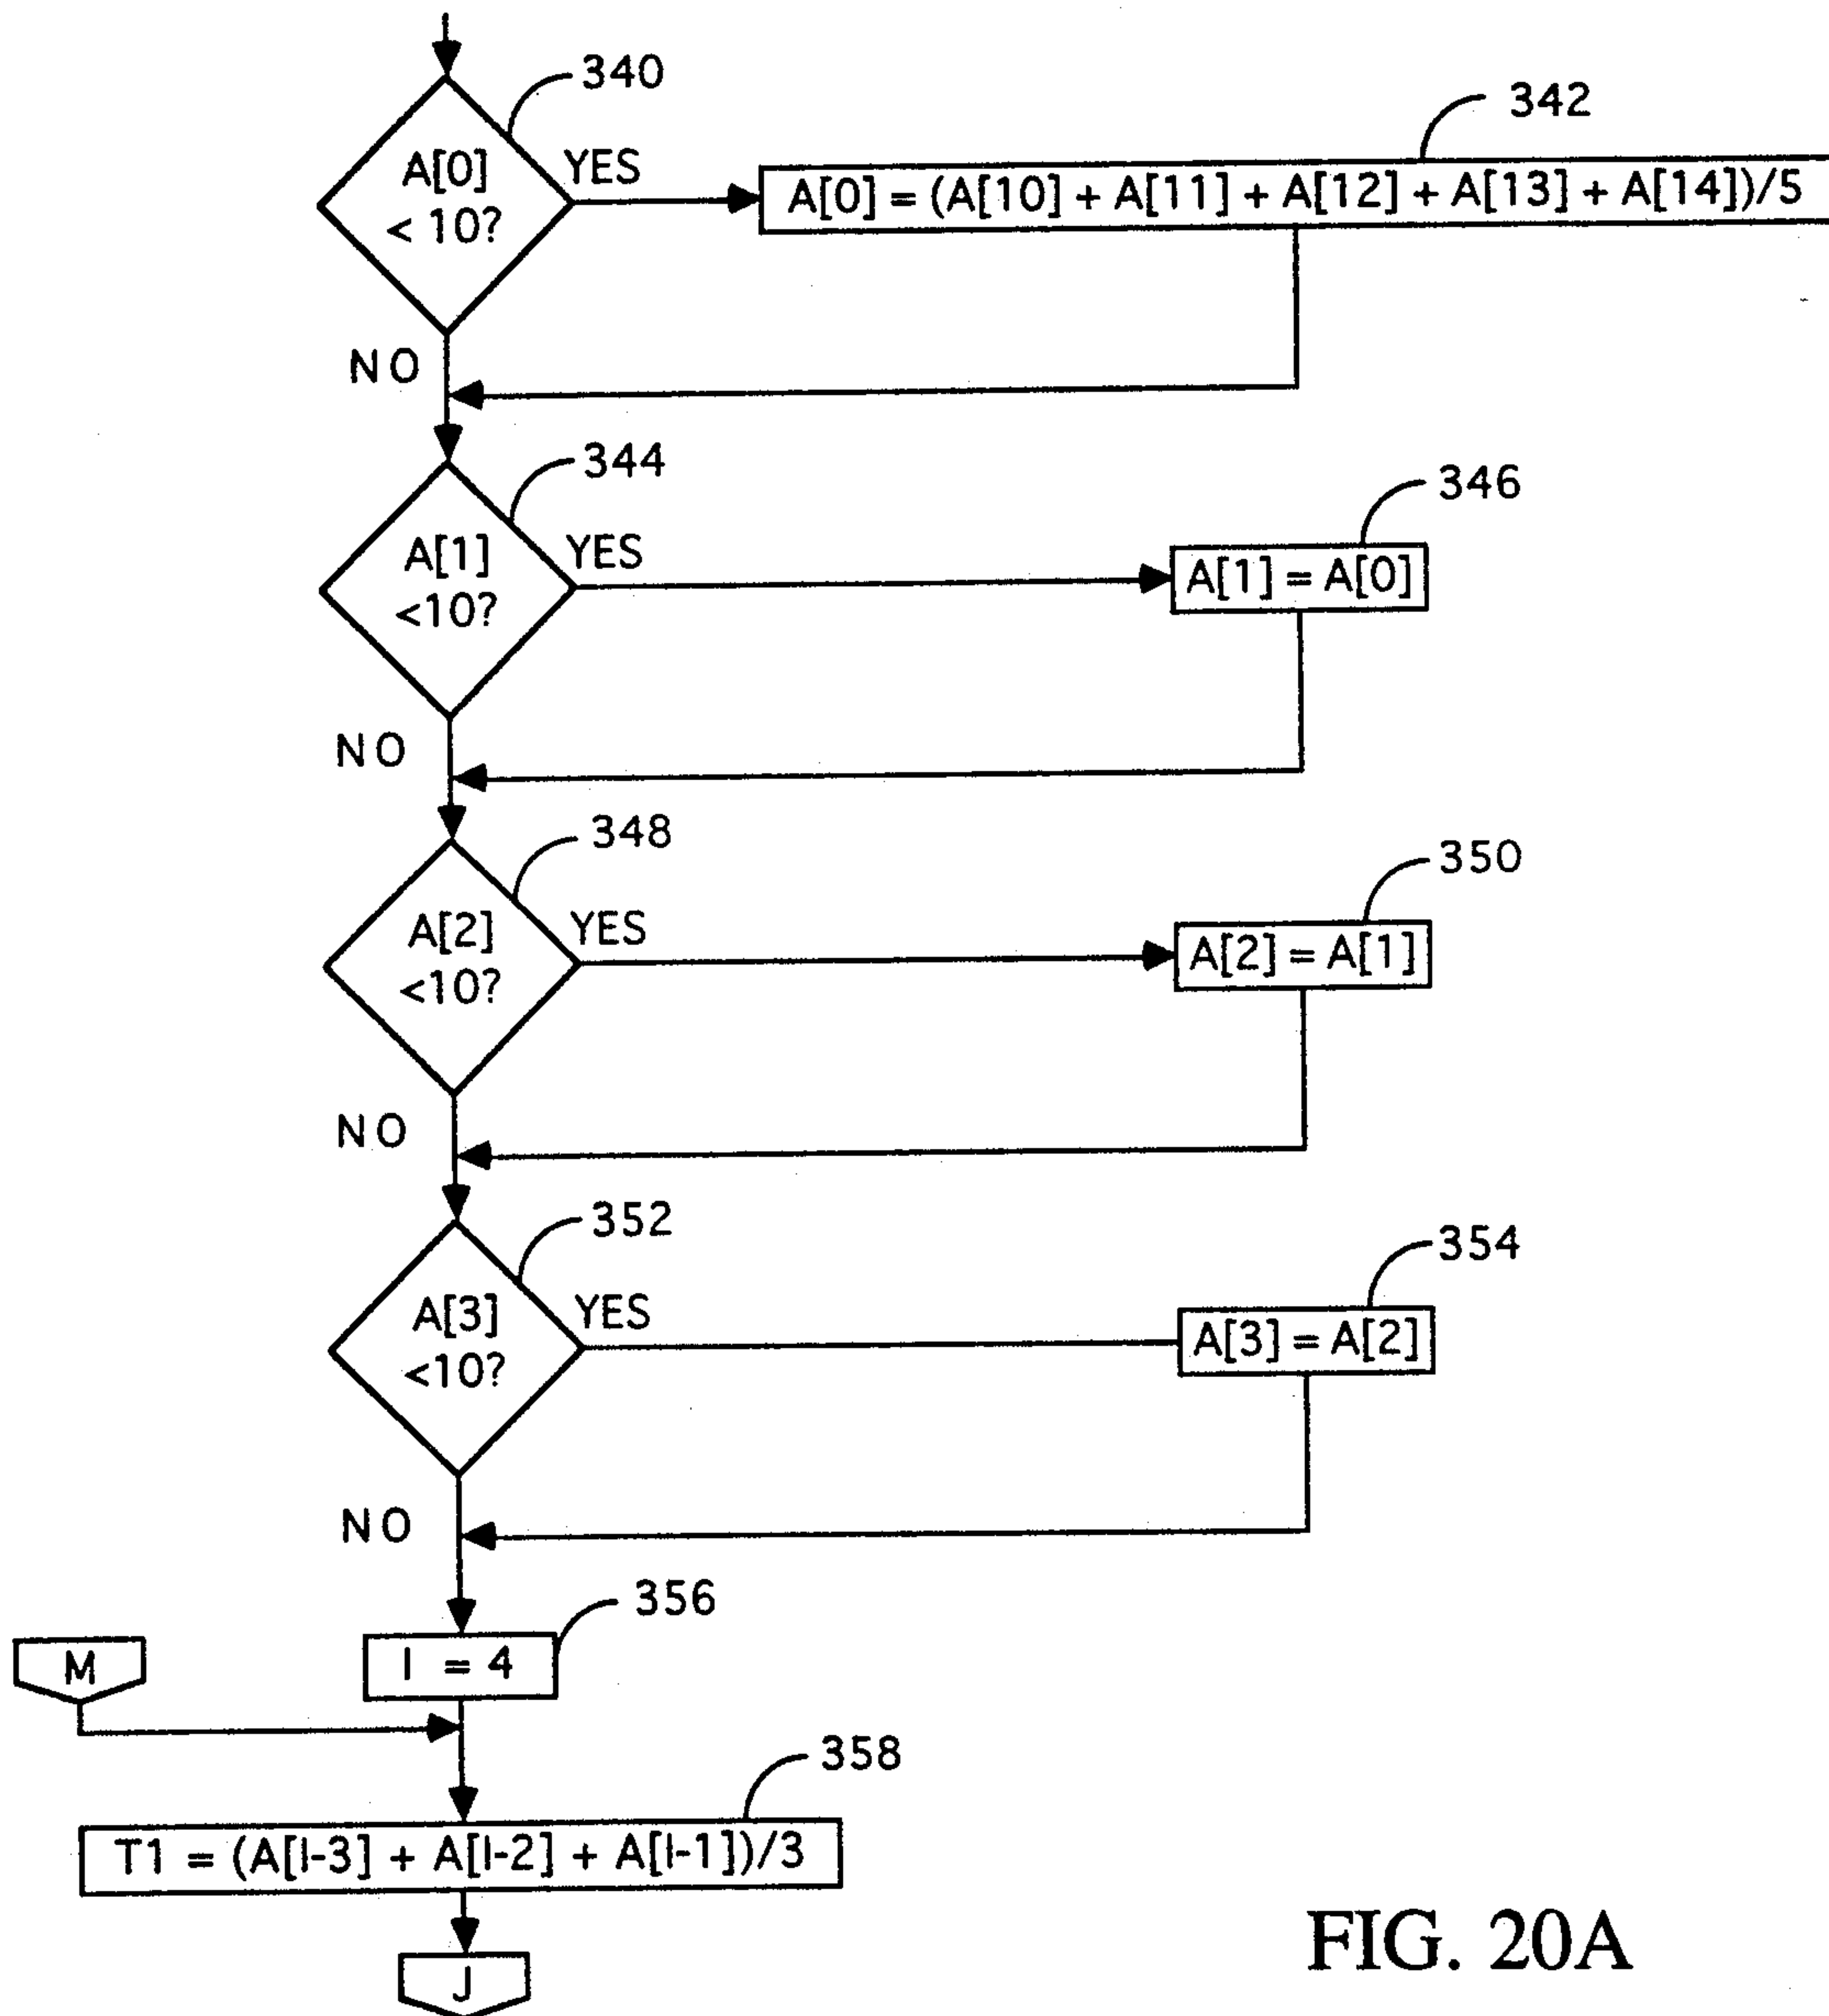 340
342
A[0]
< 10?
YES
A[0] = (A[10] + A[11] + A[12] + A[13] + A[14])/5
NO
344
346
A[1]
<10?
YES
A[1] = A[0]
NO
348
350
A[2]
<10?
YES
A[2] = A[1]
NO
352
354
A[3]
<10?
YES
A[3] = A[2]
NO
356
M
I = 4
358
T1 = (A[I-3] + A[I-2] + A[I-1])/3
J
FIG. 20A